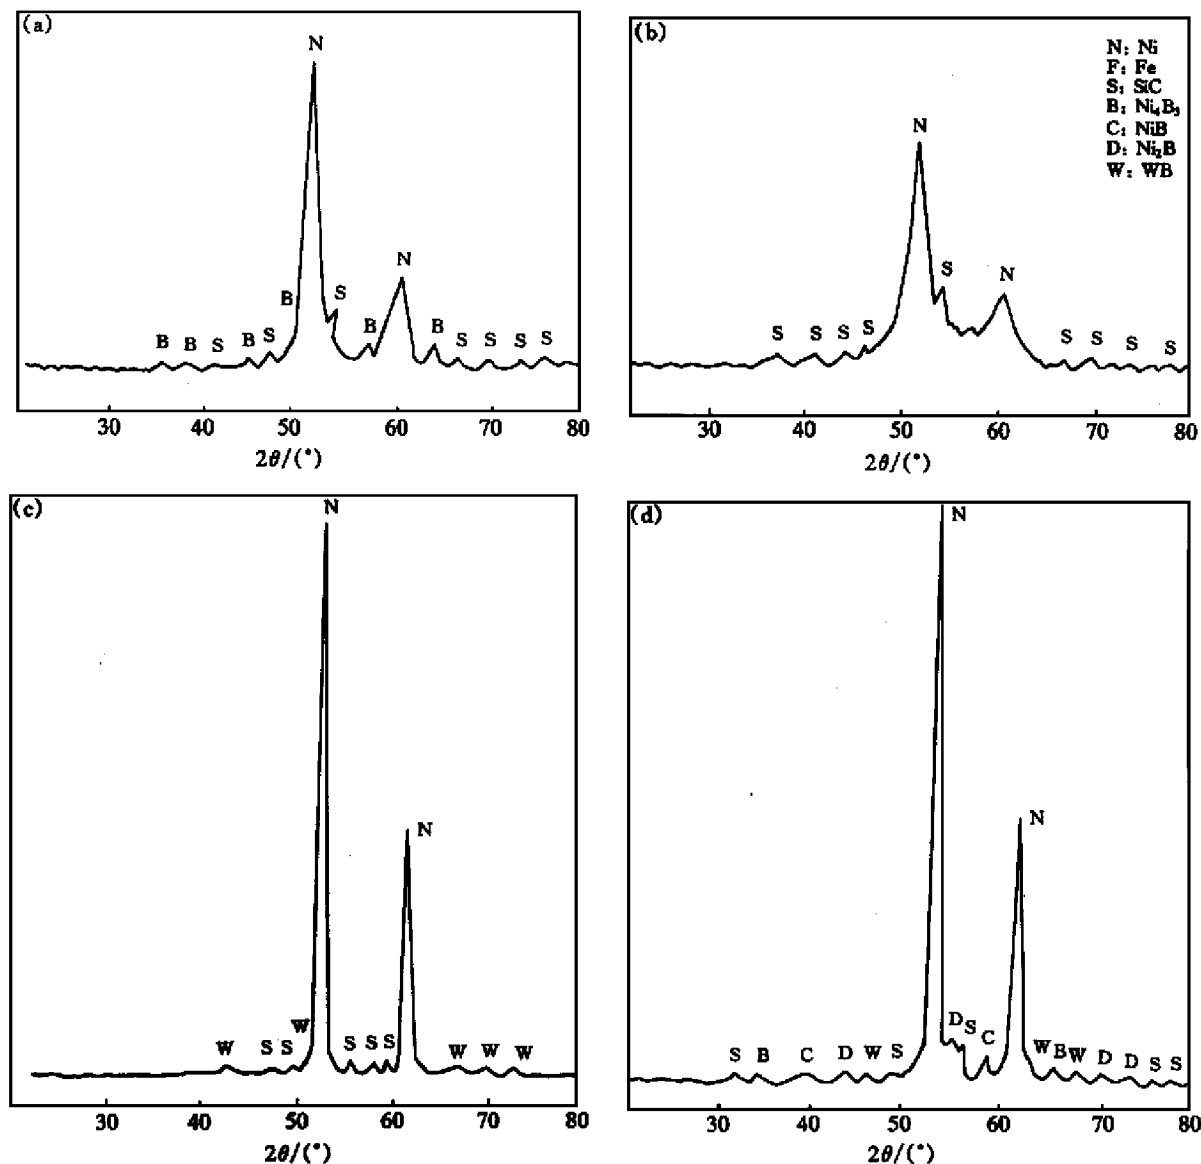 (a)
N
N
B
S
B
B
S
B
S
B
B
S
S
S
S
30 40 50 60 70 80
2θ/(°)
(b)
N: Ni
F: Fe
S: SiC
B: Ni₄B₃
C: NiB
D: Ni₂B
W: WB
N
S
N
S S S S
S S S S
30 40 50 60 70 80
2θ/(°)
(c)
N
N
W
W S S
S S S
W W W
30 40 50 60 70 80
2θ/(°)
(d)
N
N
D S
C
S B C D W S
W B W D D S S
30 40 50 60 70 80
2θ/(°)